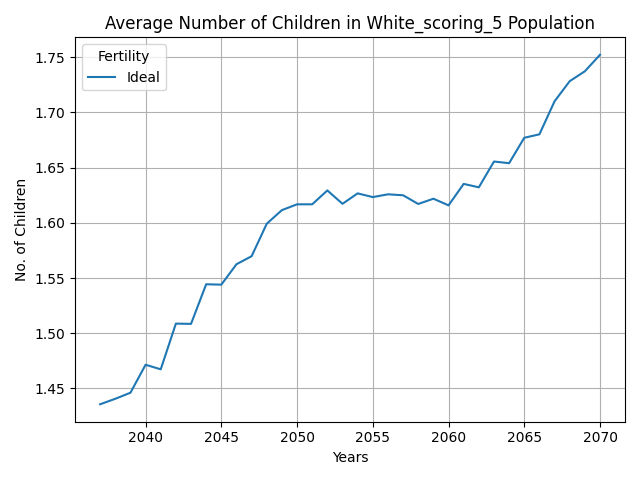 Average Number of Children in White_scoring_5 Population
Fertility
Ideal
1.75
1.70
1.65
1.60
1.55
1.50
1.45
No. of Children
2040 2045 2050 2055 2060 2065 2070
Years